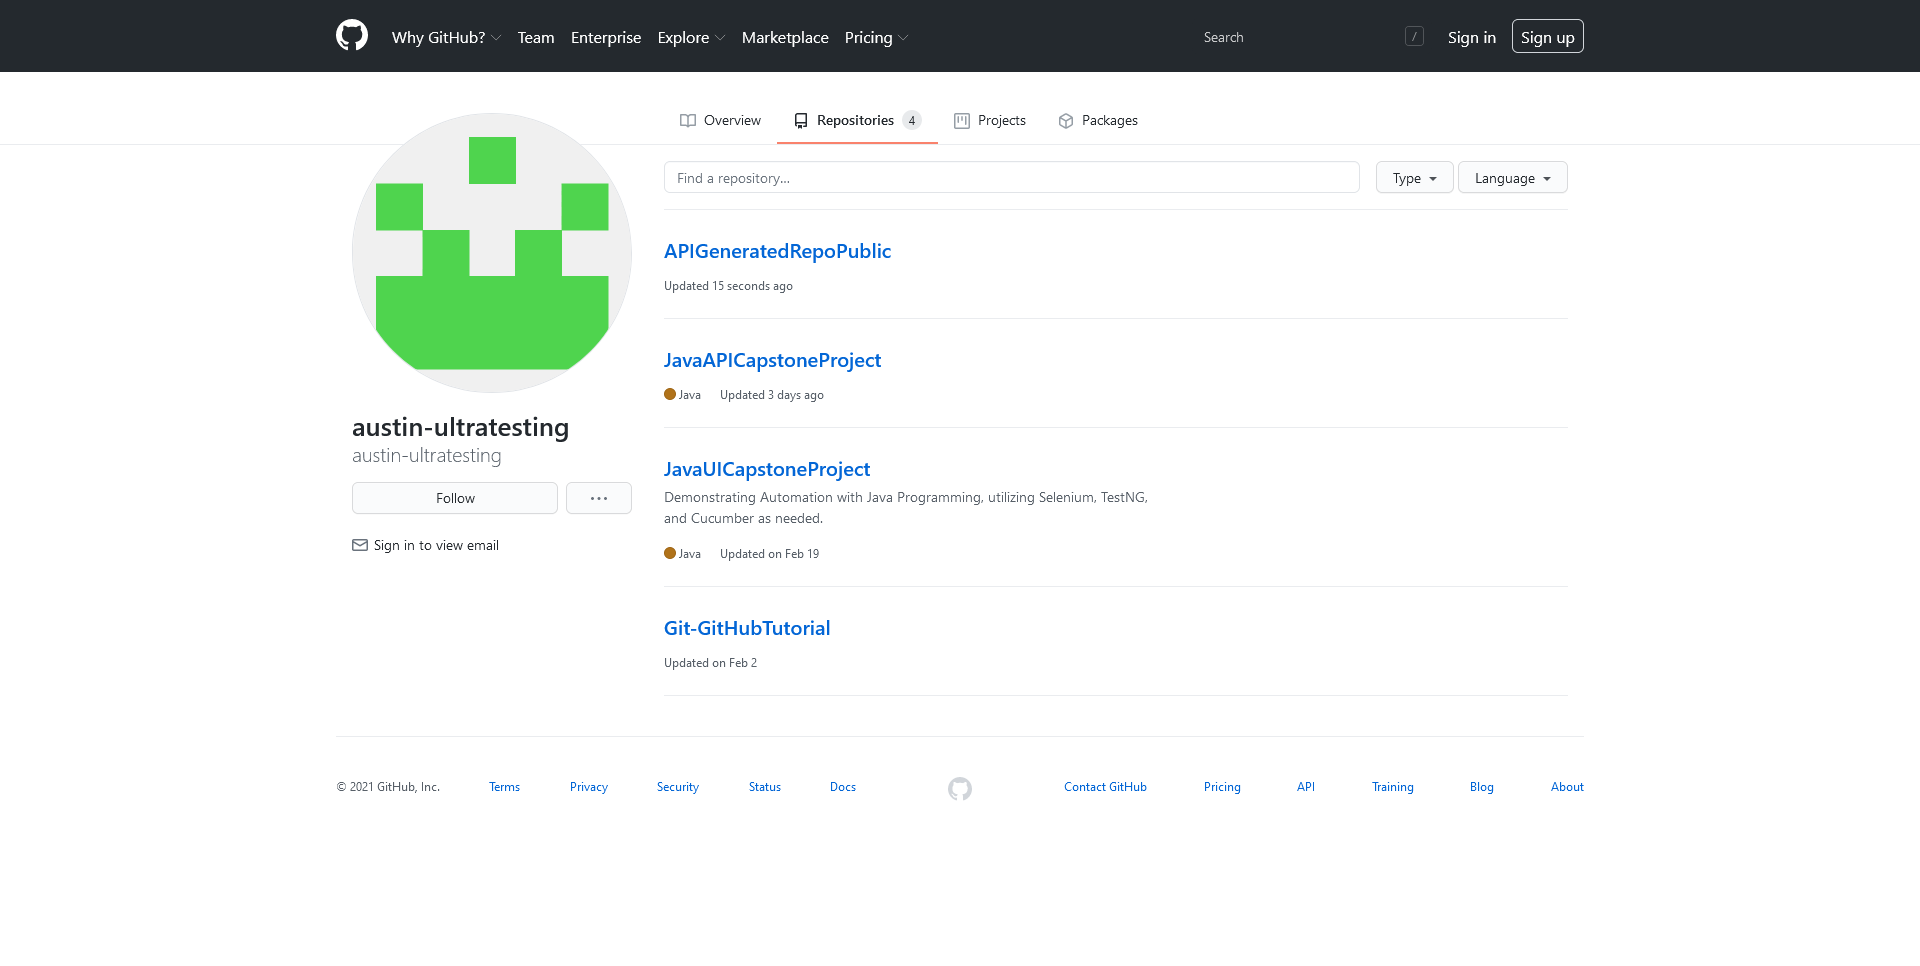 Why GitHub? Team Enterprise Explore Marketplace Pricing Search / Sign in Sign up
Overview Repositories 4 Projects Packages
Find a repository... Type Language
APIGeneratedRepoPublic
Updated 15 seconds ago
JavaAPICapstoneProject
Java Updated 3 days ago
austin-ultratesting
austin-ultratesting
Follow
Sign in to view email
JavaUICapstoneProject
Demonstrating Automation with Java Programming, utilizing Selenium, TestNG,
and Cucumber as needed.
Java Updated on Feb 19
Git-GitHubTutorial
Updated on Feb 2
© 2021 GitHub, Inc. Terms Privacy Security Status Docs Contact GitHub Pricing API Training Blog About